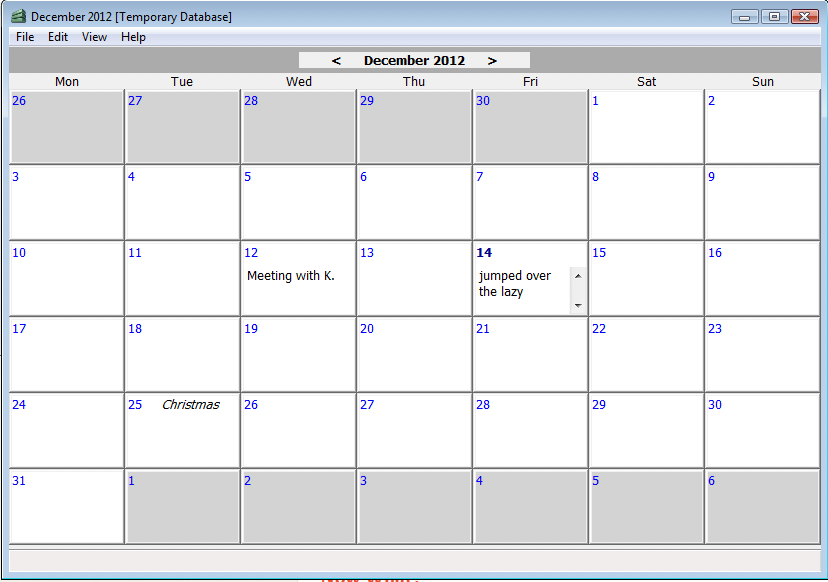 December 2012 [Temporary Database]
File Edit View Help
< December 2012 >
Mon Tue Wed Thu Fri Sat Sun
26 27 28 29 30 1 2
3 4 5 6 7 8 9
10 11 12 13 14 15 16
Meeting with K.
jumped over
the lazy
17 18 19 20 21 22 23
24 25 Christmas 26 27 28 29 30
31 1 2 3 4 5 6